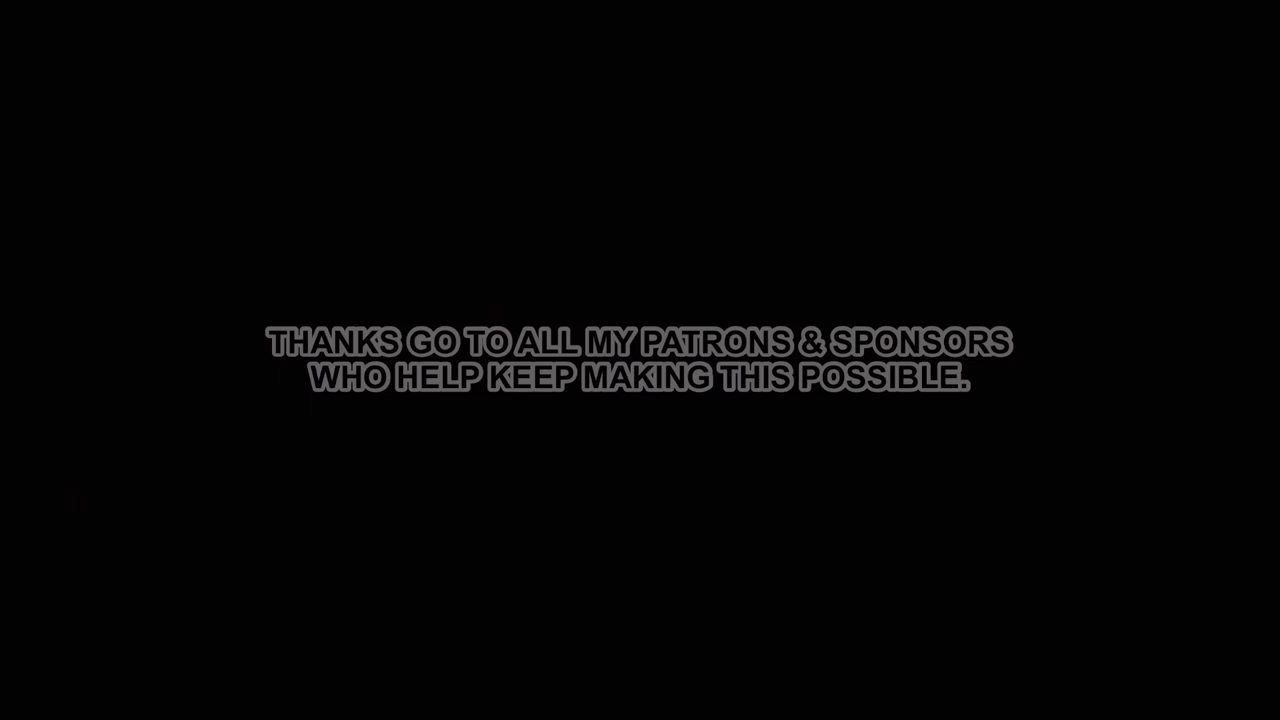 THANKS GO TO ALL MY PATRONS & SPONSORS
WHO HELP KEEP MAKING THIS POSSIBLE.